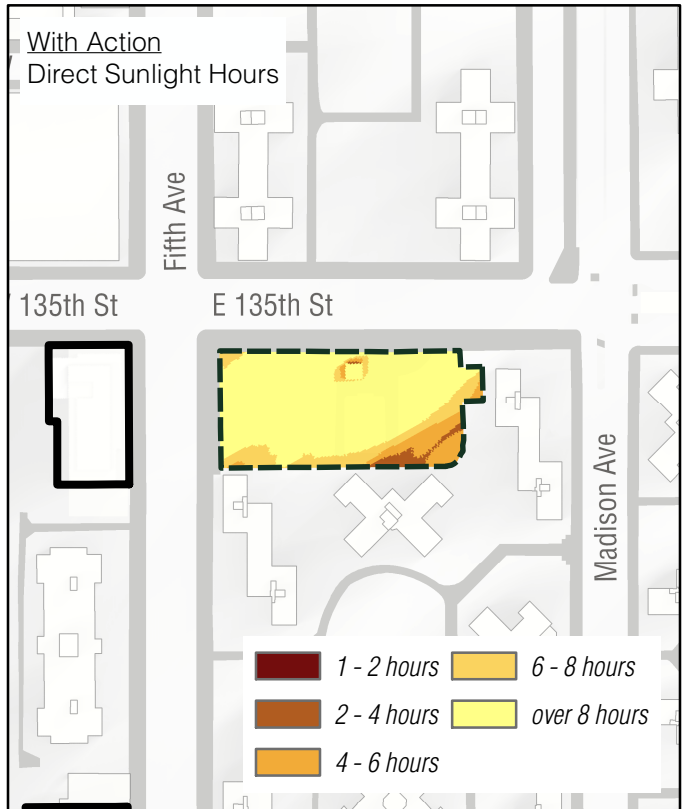 With Action
Direct Sunlight Hours
Fifth Ave
135th St
E 135th St
Madison Ave
1 - 2 hours
6 - 8 hours
2 - 4 hours
over 8 hours
4 - 6 hours